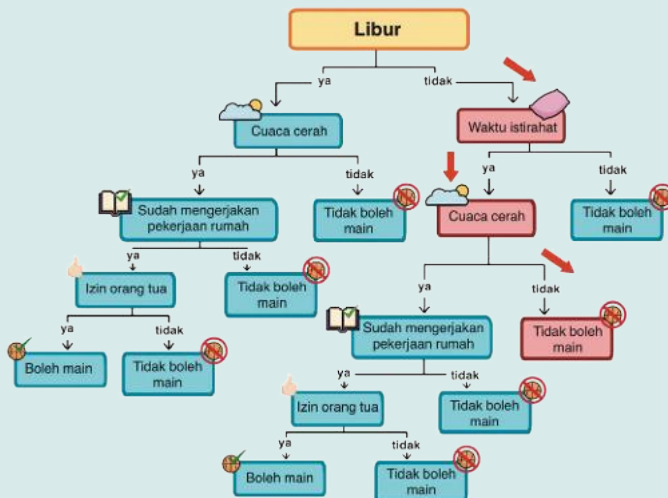 Libur
ya
tidak
Cuaca cerah
Waktu istirahat
ya
tidak
ya
tidak
Sudah mengerjakan
pekerjaan rumah
Tidak boleh
main
Cuaca cerah
Tidak boleh
main
ya
tidak
Izin orang tua
Tidak boleh
main
ya
tidak
ya
tidak
Sudah mengerjakan
pekerjaan rumah
Tidak boleh
main
Boleh main
Tidak boleh
main
ya
tidak
Izin orang tua
Tidak boleh
main
ya
tidak
Boleh main
Tidak boleh
main